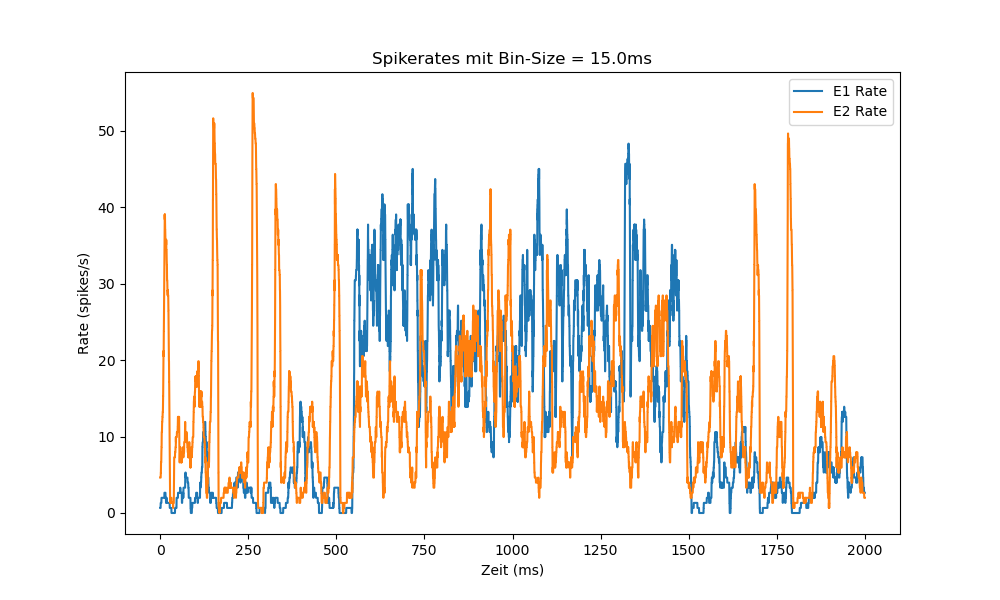 Spikerates mit Bin-Size = 15.0ms
E1 Rate
E2 Rate
Rate (spikes/s)
50
40
30
20
10
0
0 250 500 750 1000 1250 1500 1750 2000
Zeit (ms)